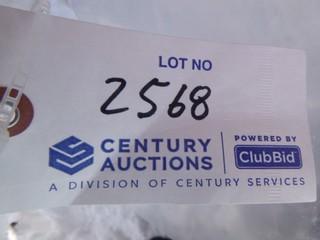 LOT NO
2568
CENTURY AUCTIONS
POWERED BY
ClubBid
A DIVISION OF CENTURY SERVICES